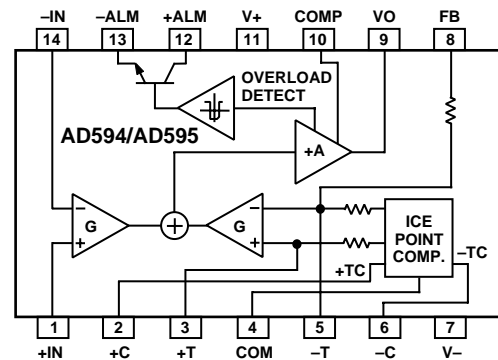 –IN –ALM +ALM V+ COMP VO FB
14 13 12 11 10 9 8
OVERLOAD
DETECT
AD594/AD595
+A
– –
G G
+ +
ICE
POINT
COMP.
–TC
+TC
1 2 3 4 5 6 7
+IN +C +T COM –T –C V–